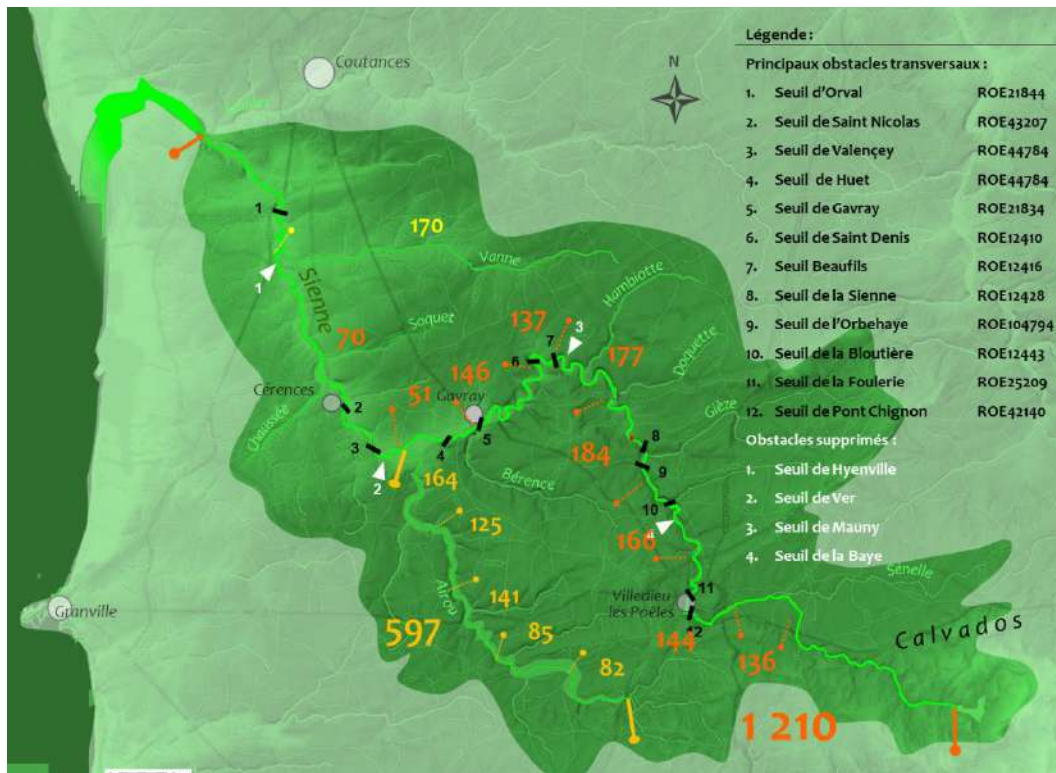 Légende :
Principaux obstacles transversaux :
1. Seuil d'Orval ROE21844
2. Seuil de Saint Nicolas ROE43207
3. Seuil de Valençey ROE44784
4. Seuil de Huet ROE44784
5. Seuil de Gavray ROE21834
6. Seuil de Saint Denis ROE12410
7. Seuil Beaufils ROE12416
8. Seuil de la Sienne ROE12428
9. Seuil de l'Orbehaye ROE104794
10. Seuil de la Bloutière ROE12443
11. Seuil de la Foulerie ROE25209
12. Seuil de Pont Chignon ROE42140
Obstacles supprimés :
1. Seuil de Hyenville
2. Seuil de Ver
3. Seuil de Mauny
4. Seuil de la Baye
Coutances
N
1
170
Vanne
1
Sienne
Hambiotte
Soquet
137
3
70
7
177
Doquette
6
146
Cérences
51
Gavray
2
Gièze
Chaussée
5
4
8
3
184
9
2
164
Bérence
10
125
4
166
Airou
141
Sénelle
11
Villedieu
les Poêles
Granville
597
85
12
144
Calvados
82
136
1 210